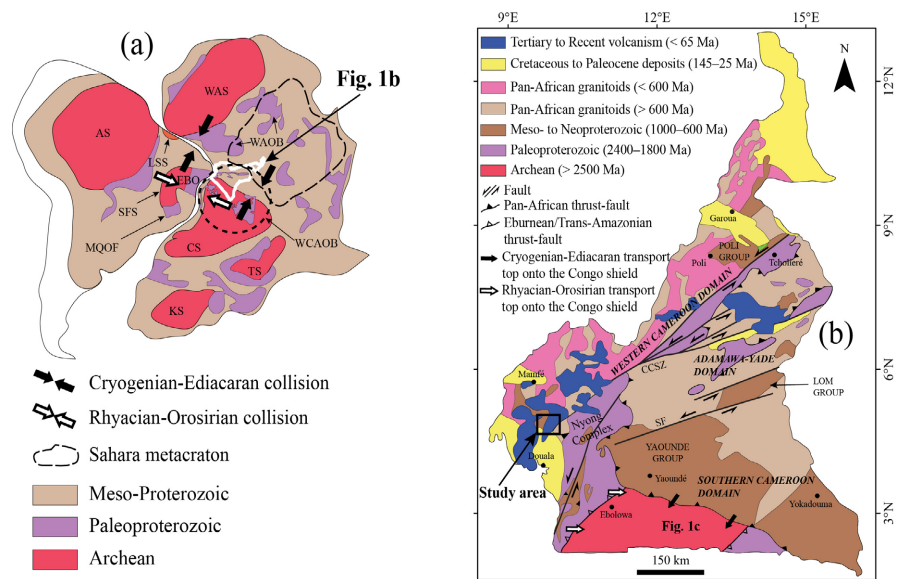 (a)
Fig. 1b
WAS
AS
WAOB
LSS
EBO
SFS
MQOF
CS
WCAOB
TS
KS
Cryogenian-Ediacaran collision
Rhyacian-Orosirian collision
Sahara metacraton
Meso-Proterozoic
Paleoproterozoic
Archean
9°E
12°E
15°E
Tertiary to Recent volcanism (< 65 Ma)
Cretaceous to Paleocene deposits (145–25 Ma)
Pan-African granitoids (< 600 Ma)
Pan-African granitoids (> 600 Ma)
Meso- to Neoproterozoic (1000–600 Ma)
Paleoproterozoic (2400–1800 Ma)
Archean (> 2500 Ma)
Fault
Pan-African thrust-fault
Eburnean/Trans-Amazonian
thrust-fault
Cryogenian-Ediacaran transport
top onto the Congo shield
Rhyacian-Orosirian transport
top onto the Congo shield
N
12°N
9°N
6°N
3°N
Garoua
POLI
GROUP
Poli
Tcholleré
WESTERN CAMEROON DOMAIN
(b)
CCSZ
ADAMAWA-YADE
DOMAIN
LOM
GROUP
Mamfé
Nyong
Complex
SF
YAOUNDE
GROUP
Douala
Study area
Yaoundé
SOUTHERN CAMEROON
DOMAIN
Yokadouma
Ebolowa
Fig. 1c
150 km